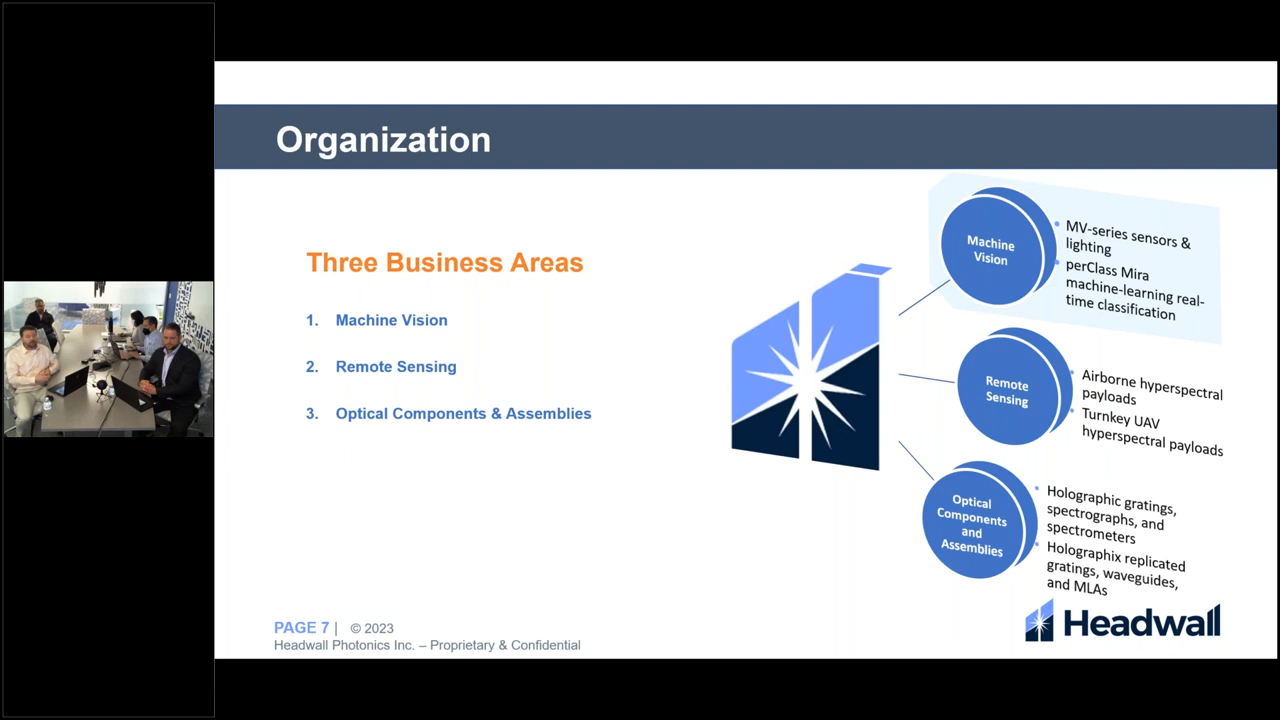 Organization
Three Business Areas
1. Machine Vision
2. Remote Sensing
3. Optical Components & Assemblies
Machine
Vision
• MV-series sensors &
lighting
• perClass Mira
machine-learning real-
time classification
Remote
Sensing
• Airborne hyperspectral
payloads
• Turnkey UAV
hyperspectral payloads
Optical
Components
and
Assemblies
• Holographic gratings,
spectrographs, and
spectrometers
• Holographix replicated
gratings, waveguides,
and MLAs
PAGE 7 | © 2023
Headwall Photonics Inc. – Proprietary & Confidential
Headwall